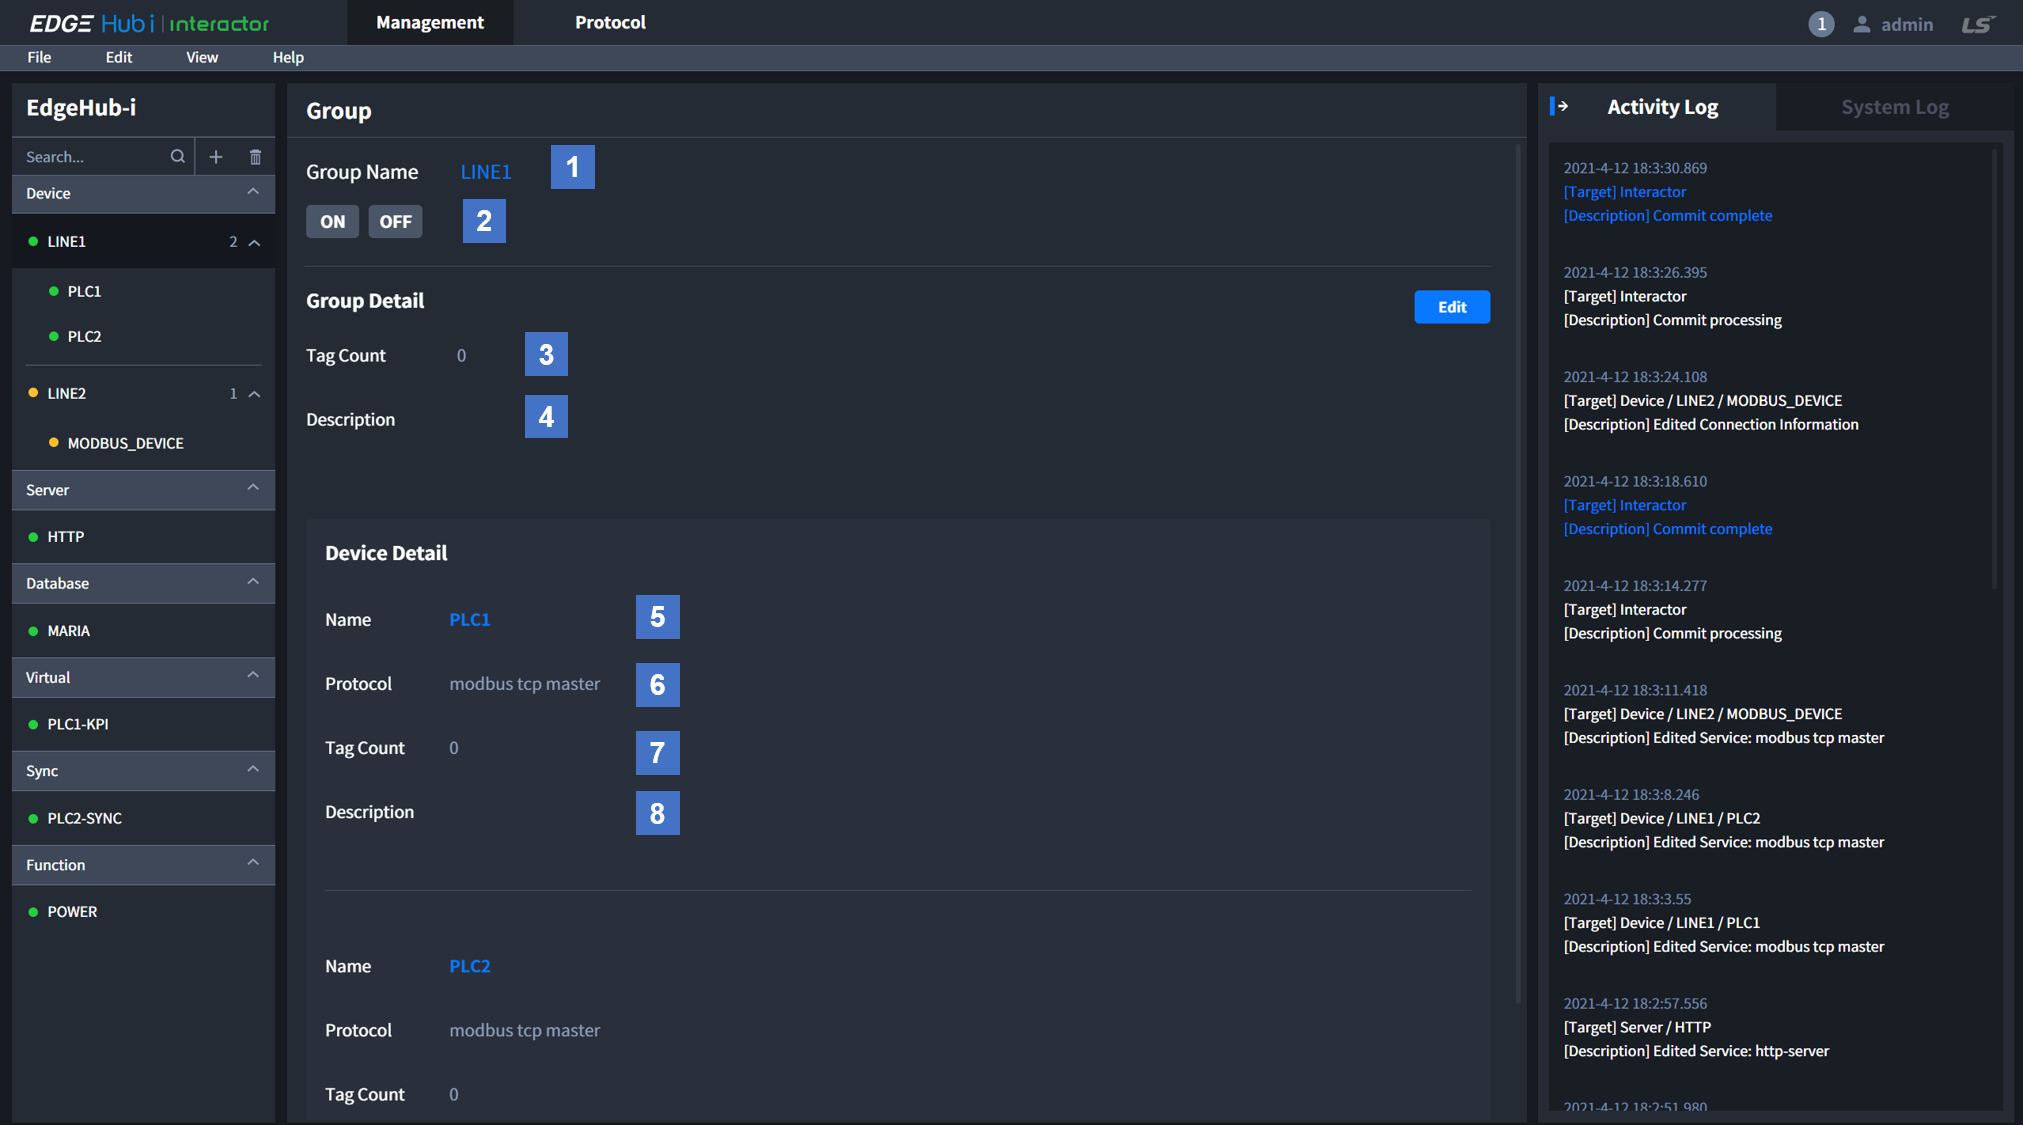 EDGE Hub i | interactor
Management
Protocol
1
admin
LS
File
Edit
View
Help
EdgeHub-i
Search...
Device
LINE1
2
PLC1
PLC2
LINE2
1
MODBUS_DEVICE
Server
HTTP
Database
MARIA
Virtual
PLC1-KPI
Sync
PLC2-SYNC
Function
POWER
Group
Group Name
LINE1
1
ON
OFF
2
Group Detail
Edit
Tag Count
0
3
Description
4
Device Detail
Name
PLC1
5
Protocol
modbus tcp master
6
Tag Count
0
7
Description
8
Name
PLC2
Protocol
modbus tcp master
Tag Count
0
Activity Log
System Log
2021-4-12 18:3:30.869
[Target] Interactor
[Description] Commit complete
2021-4-12 18:3:26.395
[Target] Interactor
[Description] Commit processing
2021-4-12 18:3:24.108
[Target] Device / LINE2 / MODBUS_DEVICE
[Description] Edited Connection Information
2021-4-12 18:3:18.610
[Target] Interactor
[Description] Commit complete
2021-4-12 18:3:14.277
[Target] Interactor
[Description] Commit processing
2021-4-12 18:3:11.418
[Target] Device / LINE2 / MODBUS_DEVICE
[Description] Edited Service: modbus tcp master
2021-4-12 18:3:8.246
[Target] Device / LINE1 / PLC2
[Description] Edited Service: modbus tcp master
2021-4-12 18:3:3.55
[Target] Device / LINE1 / PLC1
[Description] Edited Service: modbus tcp master
2021-4-12 18:2:57.556
[Target] Server / HTTP
[Description] Edited Service: http-server
2021-4-12 18:2:51.980